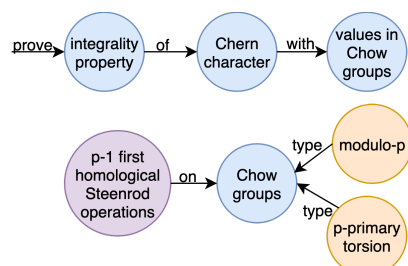 prove
integrality
property
of
Chern
character
with
values in
Chow
groups
p-1 first
homological
Steenrod
operations
on
Chow
groups
type
modulo-p
type
p-primary
torsion